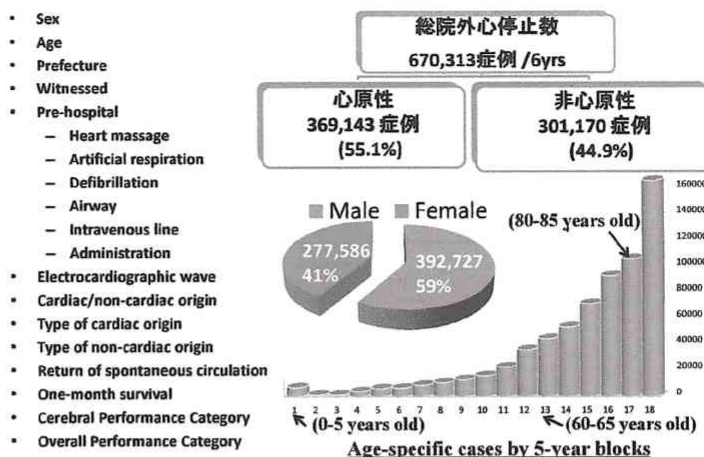 • Sex
• Age
• Prefecture
• Witnessed
• Pre-hospital
– Heart massage
– Artificial respiration
– Defibrillation
– Airway
– Intravenous line
– Administration
• Electrocardiographic wave
• Cardiac/non-cardiac origin
• Type of cardiac origin
• Type of non-cardiac origin
• Return of spontaneous circulation
• One-month survival
• Cerebral Performance Category
• Overall Performance Category
総院外心停止数
670,313症例 /6yrs
心原性
369,143 症例
(55.1%)
非心原性
301,170 症例
(44.9%)
Male Female
277,586
41%
392,727
59%
(80-85 years old)
160000
140000
120000
100000
80000
60000
40000
20000
0
1 2 3 4 5 6 7 8 9 10 11 12 13 14 15 16 17 18
(0-5 years old)
(60-65 years old)
Age-specific cases by 5-year blocks